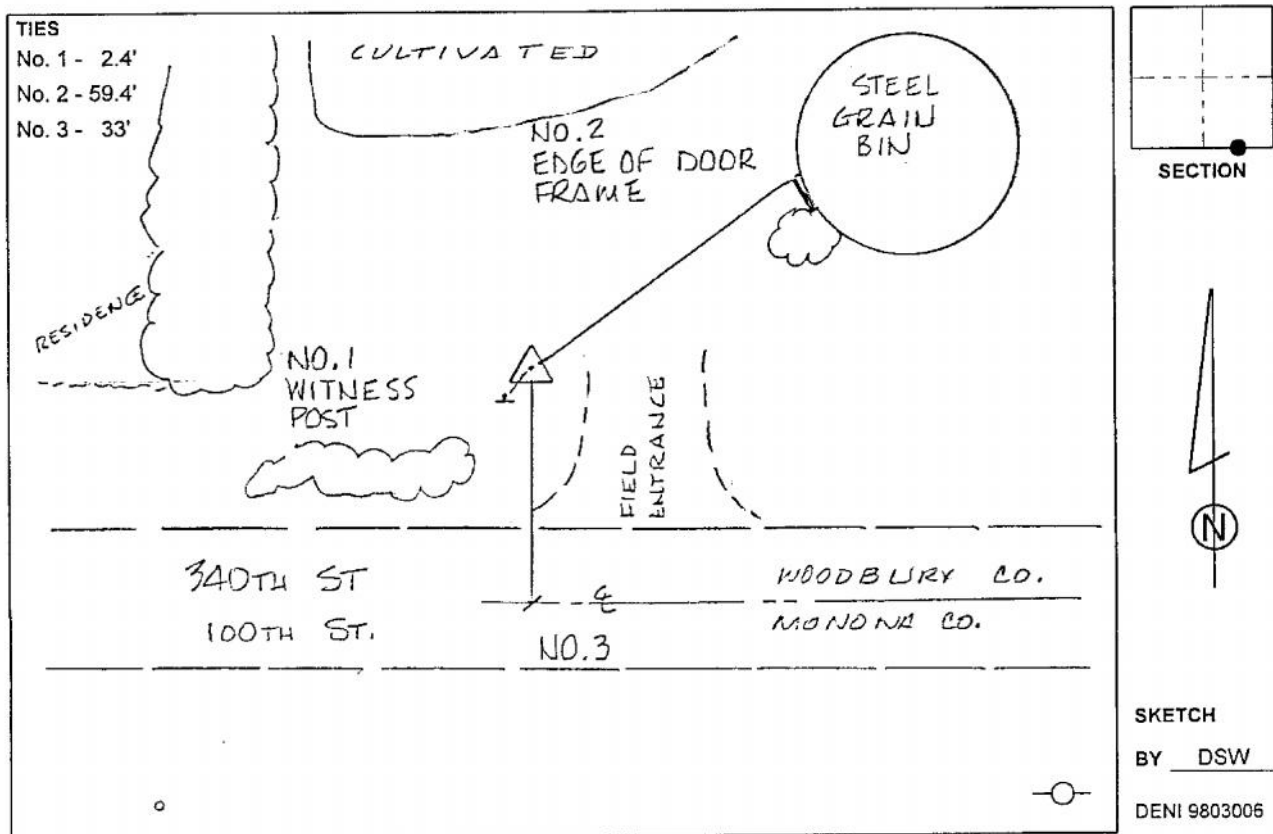 TIES
No. 1 - 2.4'
No. 2 - 59.4'
No. 3 - 33'
CULTIVATED
STEEL
GRAIN
BIN
NO.2
EDGE OF DOOR
FRAME
SECTION
RESIDENCE
NO.1
WITNESS
POST
FIELD
ENTRANCE
N
340TH ST
100TH ST.
℄
WOODBURY CO.
MONONA CO.
NO.3
SKETCH
BY DSW
DENI 9803006